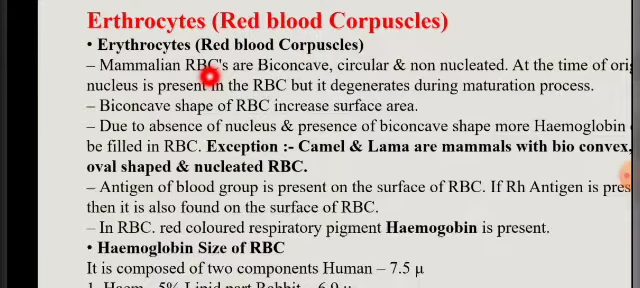 Erthrocytes (Red blood Corpuscles)
• Erythrocytes (Red blood Corpuscles)
– Mammalian RBC's are Biconcave, circular & non nucleated. At the time of
nucleus is present in the RBC but it degenerates during maturation process.
– Biconcave shape of RBC increase surface area.
– Due to absence of nucleus & presence of biconcave shape more Haemoglobin
be filled in RBC. Exception :- Camel & Lama are mammals with bio convex,
oval shaped & nucleated RBC.
– Antigen of blood group is present on the surface of RBC. If Rh Antigen is
then it is also found on the surface of RBC.
– In RBC. red coloured respiratory pigment Haemogobin is present.
• Haemoglobin Size of RBC
It is composed of two components Human – 7.5 µ
1. Haem – 5% Lipid part Rabbit – 6.9 µ